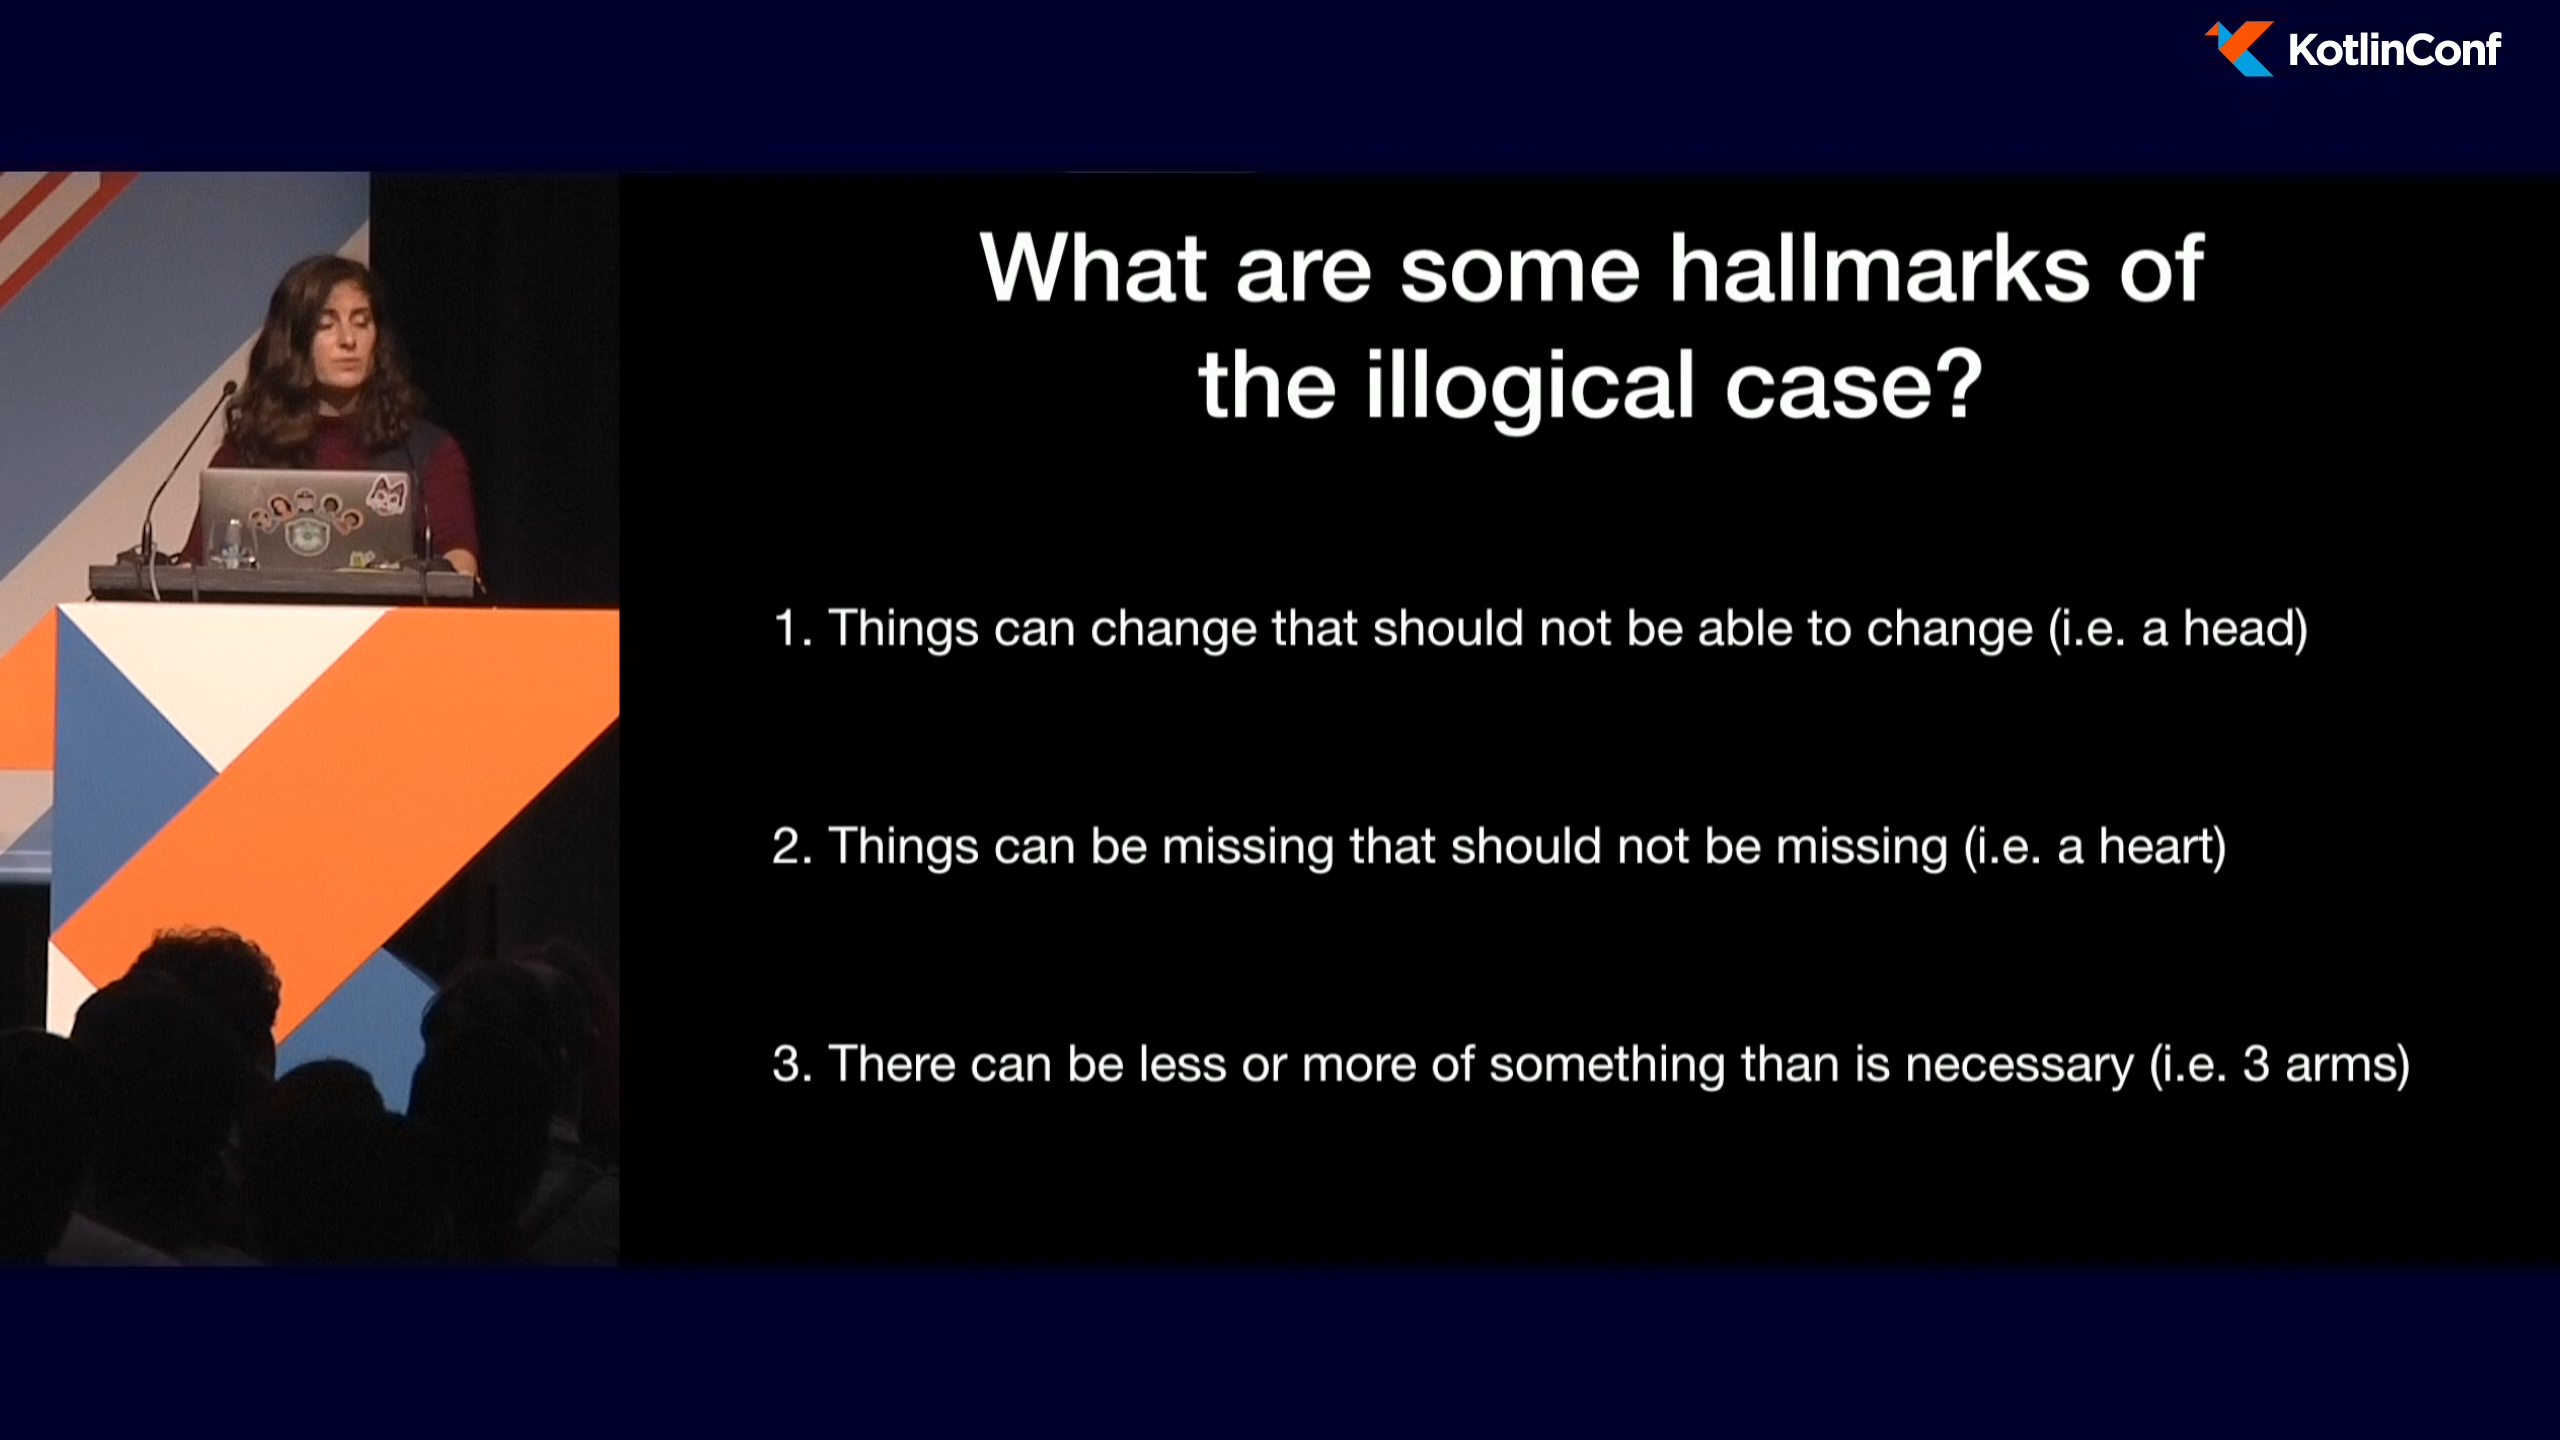 KotlinConf
What are some hallmarks of
the illogical case?
1. Things can change that should not be able to change (i.e. a head)
2. Things can be missing that should not be missing (i.e. a heart)
3. There can be less or more of something than is necessary (i.e. 3 arms)